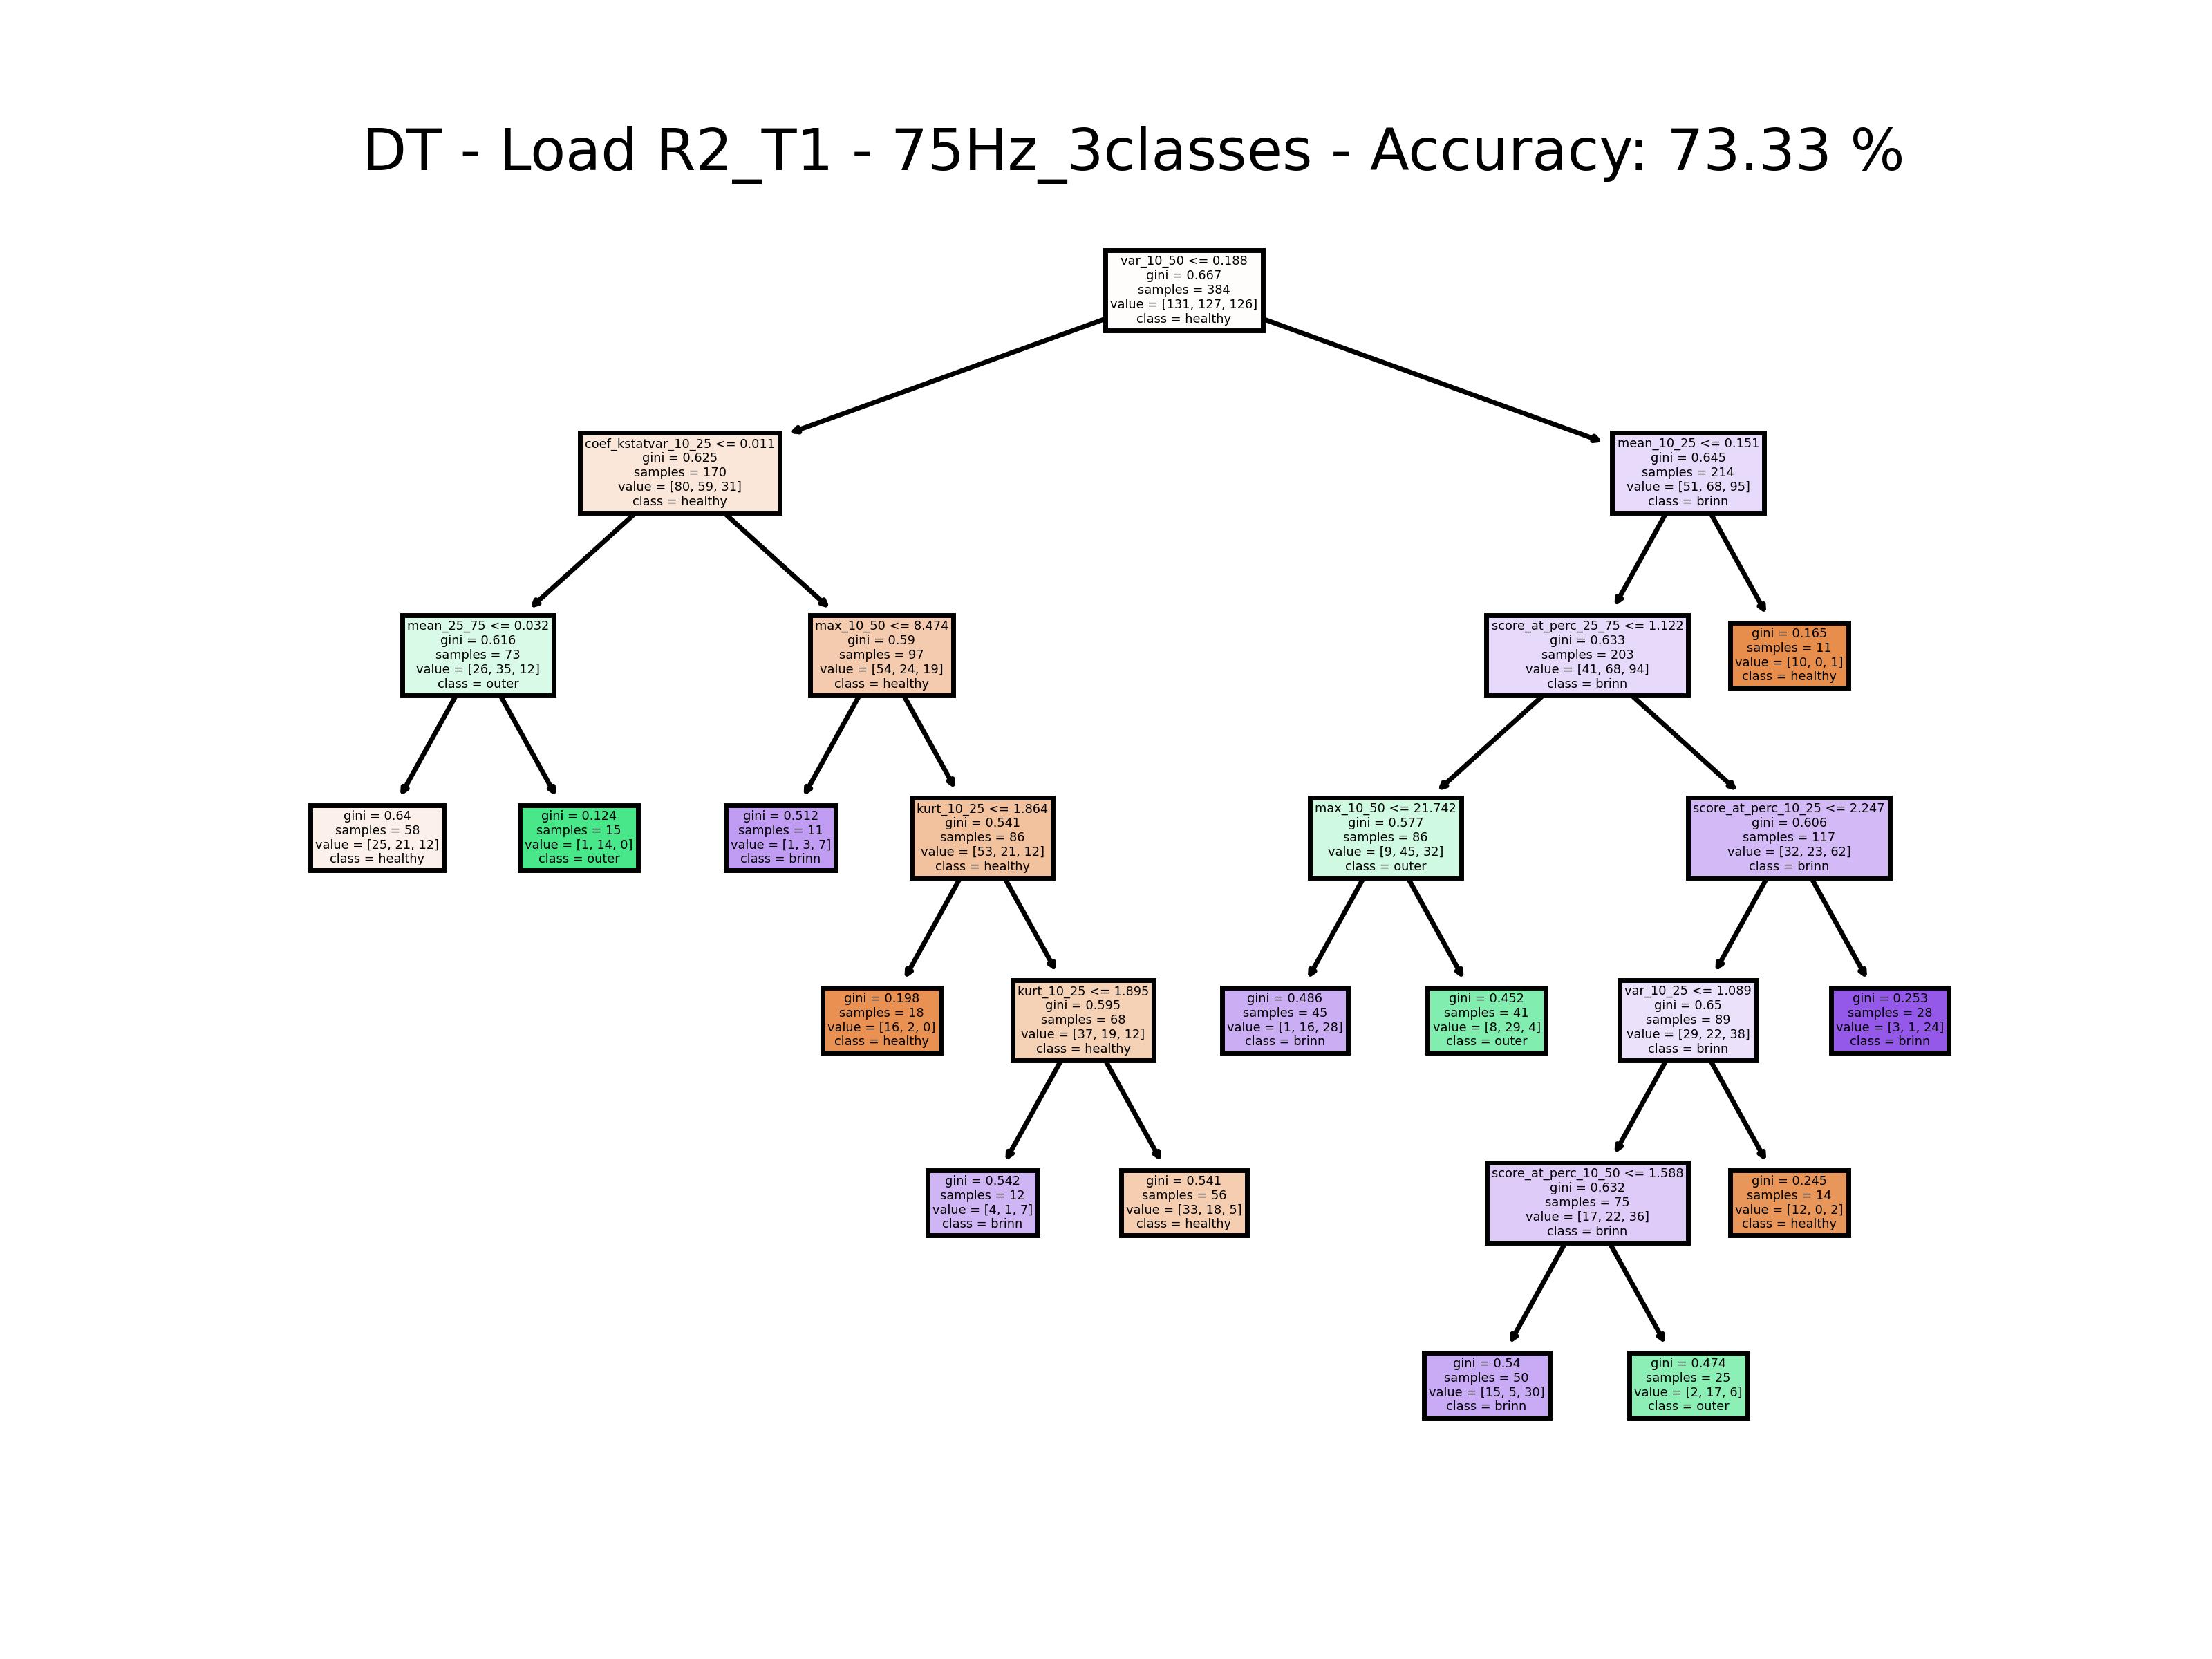 DT - Load R2_T1 - 75Hz_3classes - Accuracy: 73.33 %
var_10_50 <= 0.188
gini = 0.667
samples = 384
value = [131, 127, 126]
class = healthy
coef_kstatvar_10_25 <= 0.011
gini = 0.625
samples = 170
value = [80, 59, 31]
class = healthy
mean_10_25 <= 0.151
gini = 0.645
samples = 214
value = [51, 68, 95]
class = brinn
mean_25_75 <= 0.032
gini = 0.616
samples = 73
value = [26, 35, 12]
class = outer
max_10_50 <= 8.474
gini = 0.59
samples = 97
value = [54, 24, 19]
class = healthy
score_at_perc_25_75 <= 1.122
gini = 0.633
samples = 203
value = [41, 68, 94]
class = brinn
gini = 0.165
samples = 11
value = [10, 0, 1]
class = healthy
gini = 0.64
samples = 58
value = [25, 21, 12]
class = healthy
gini = 0.124
samples = 15
value = [1, 14, 0]
class = outer
gini = 0.512
samples = 11
value = [1, 3, 7]
class = brinn
kurt_10_25 <= 1.864
gini = 0.541
samples = 86
value = [53, 21, 12]
class = healthy
max_10_50 <= 21.742
gini = 0.577
samples = 86
value = [9, 45, 32]
class = outer
score_at_perc_10_25 <= 2.247
gini = 0.606
samples = 117
value = [32, 23, 62]
class = brinn
gini = 0.198
samples = 18
value = [16, 2, 0]
class = healthy
kurt_10_25 <= 1.895
gini = 0.595
samples = 68
value = [37, 19, 12]
class = healthy
gini = 0.486
samples = 45
value = [1, 16, 28]
class = brinn
gini = 0.452
samples = 41
value = [8, 29, 4]
class = outer
var_10_25 <= 1.089
gini = 0.65
samples = 89
value = [29, 22, 38]
class = brinn
gini = 0.253
samples = 28
value = [3, 1, 24]
class = brinn
gini = 0.542
samples = 12
value = [4, 1, 7]
class = brinn
gini = 0.541
samples = 56
value = [33, 18, 5]
class = healthy
score_at_perc_10_50 <= 1.588
gini = 0.632
samples = 75
value = [17, 22, 36]
class = brinn
gini = 0.245
samples = 14
value = [12, 0, 2]
class = healthy
gini = 0.54
samples = 50
value = [15, 5, 30]
class = brinn
gini = 0.474
samples = 25
value = [2, 17, 6]
class = outer